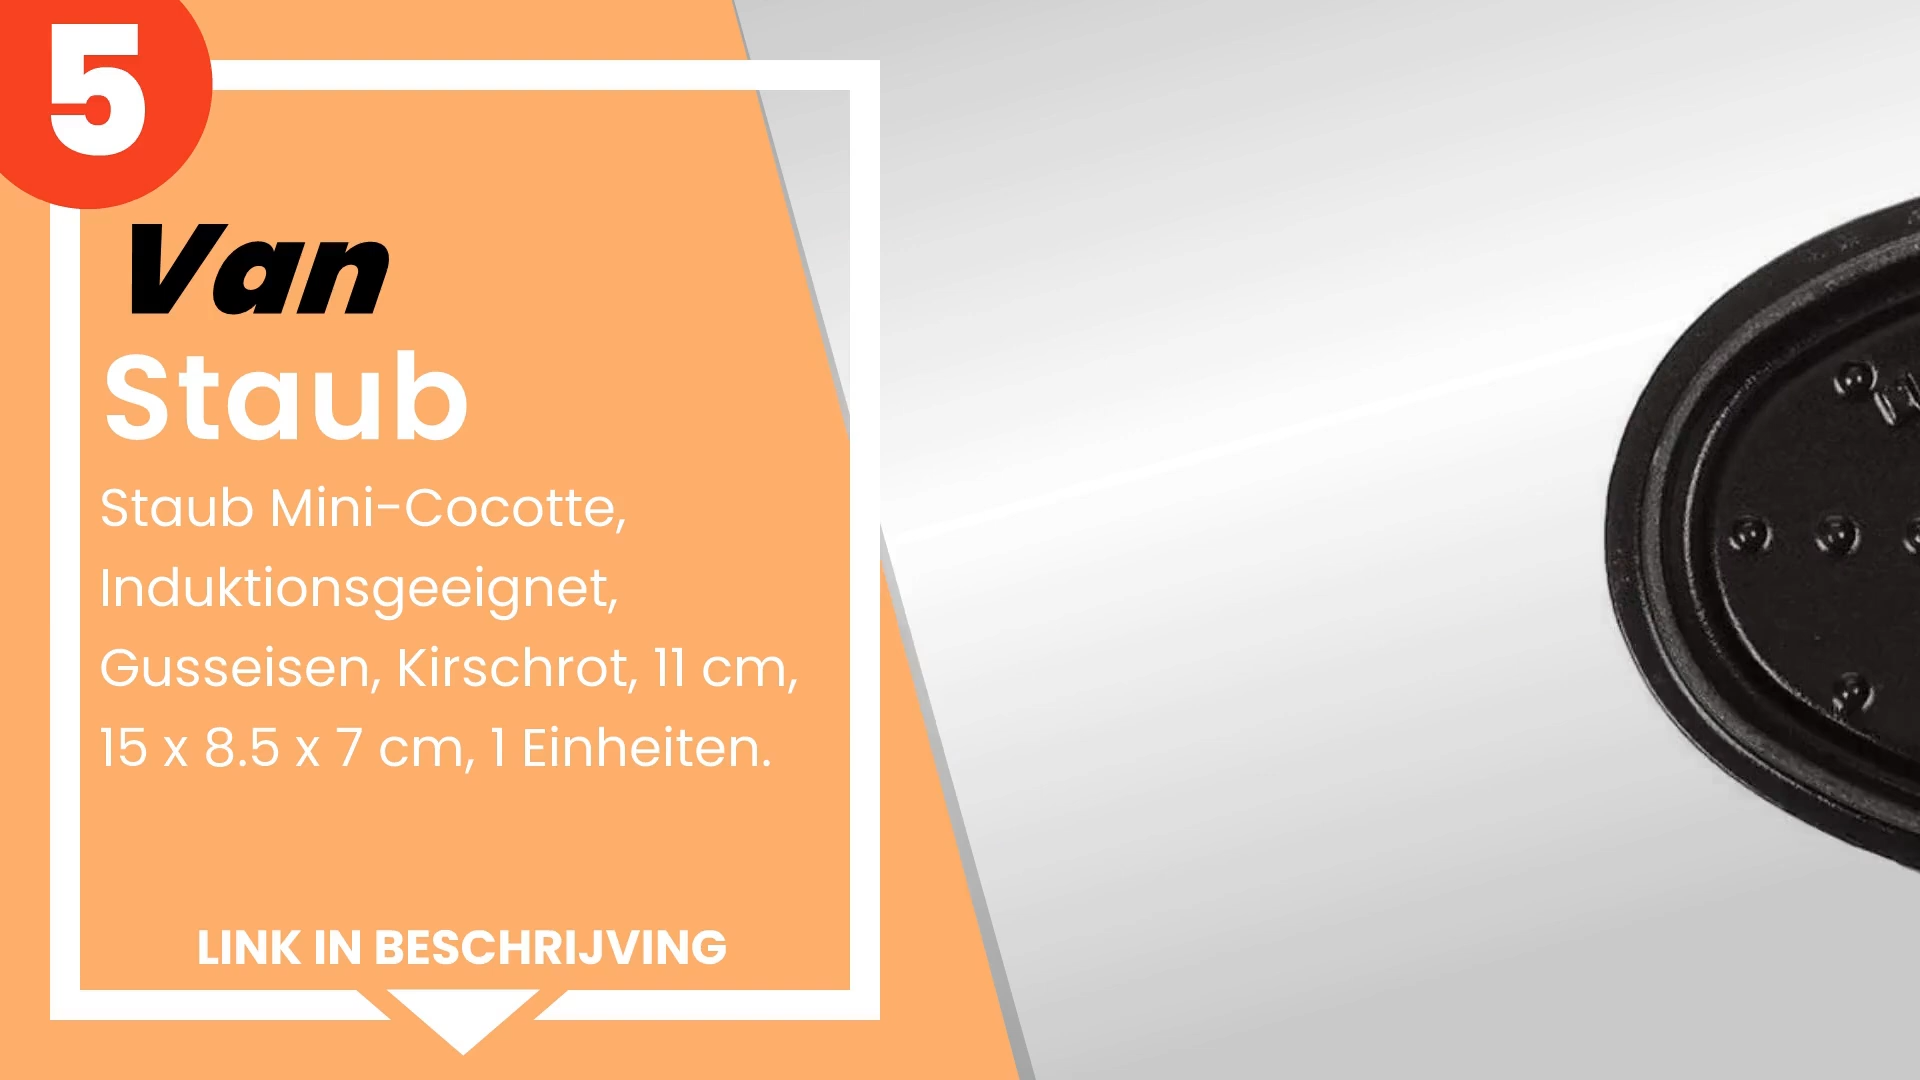 5
Van
Staub
Staub Mini-Cocotte,
Induktionsgeeignet,
Gusseisen, Kirschrot, 11 cm,
15 x 8.5 x 7 cm, 1 Einheiten.
LINK IN BESCHRIJVING